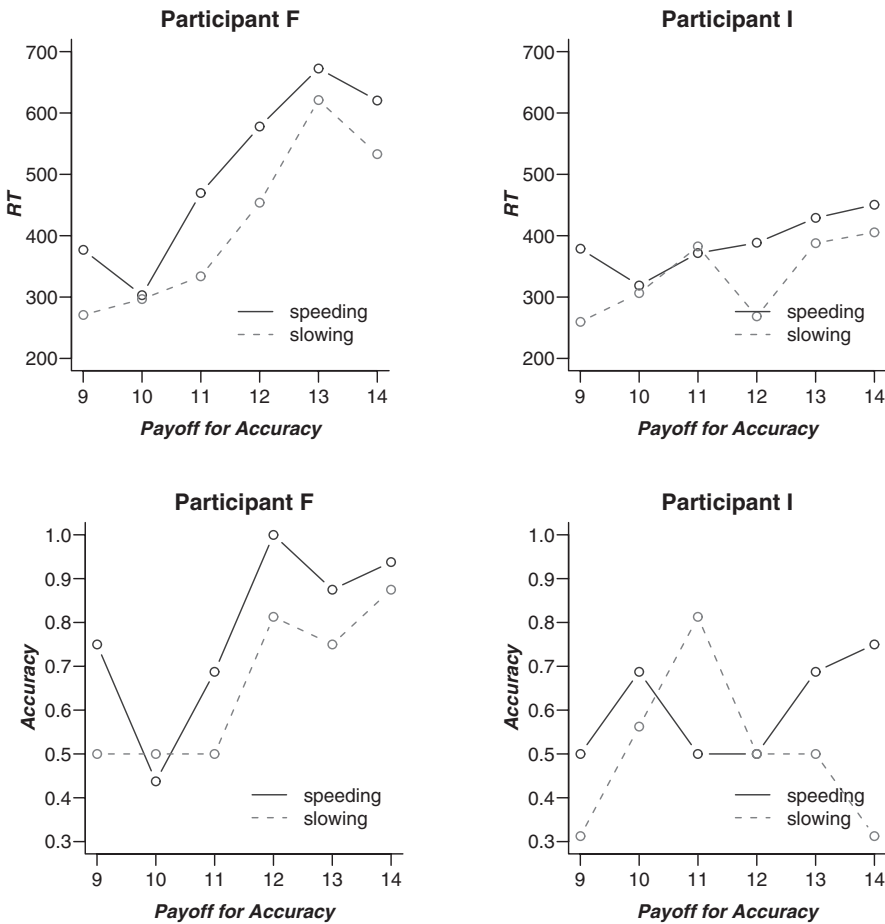 Participant F
700
600
500
400
300
200
RT
speeding
slowing
9 10 11 12 13 14
Payoff for Accuracy
Participant I
700
600
500
400
300
200
RT
speeding
slowing
9 10 11 12 13 14
Payoff for Accuracy
Participant F
1.0
0.9
0.8
0.7
0.6
0.5
0.4
0.3
Accuracy
speeding
slowing
9 10 11 12 13 14
Payoff for Accuracy
Participant I
1.0
0.9
0.8
0.7
0.6
0.5
0.4
0.3
Accuracy
speeding
slowing
9 10 11 12 13 14
Payoff for Accuracy